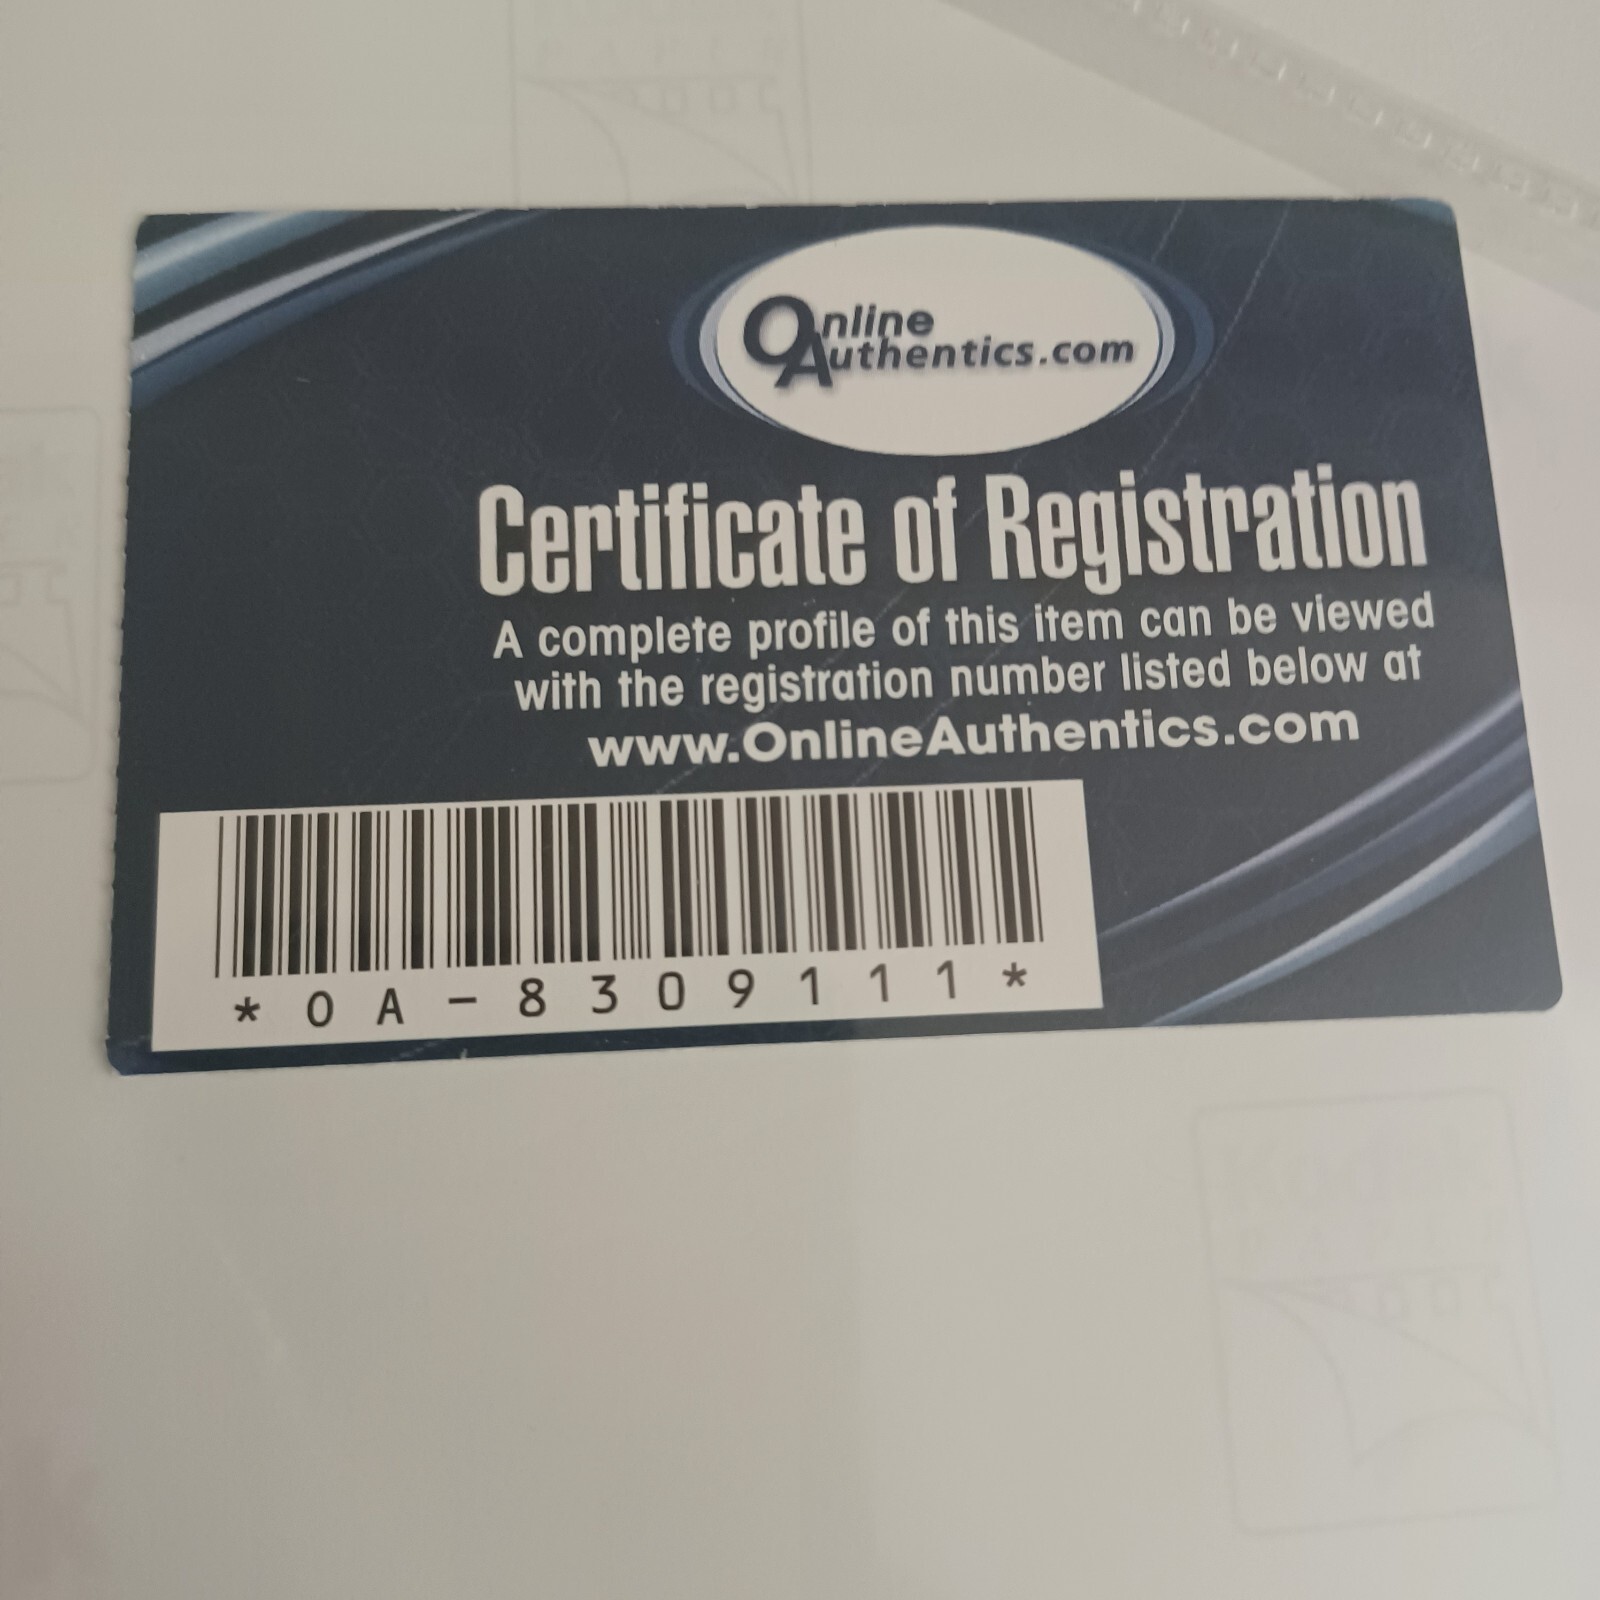 Online
Authentics.com
Certificate of Registration
A complete profile of this item can be viewed
with the registration number listed below at
www.OnlineAuthentics.com
*OA-8309111*